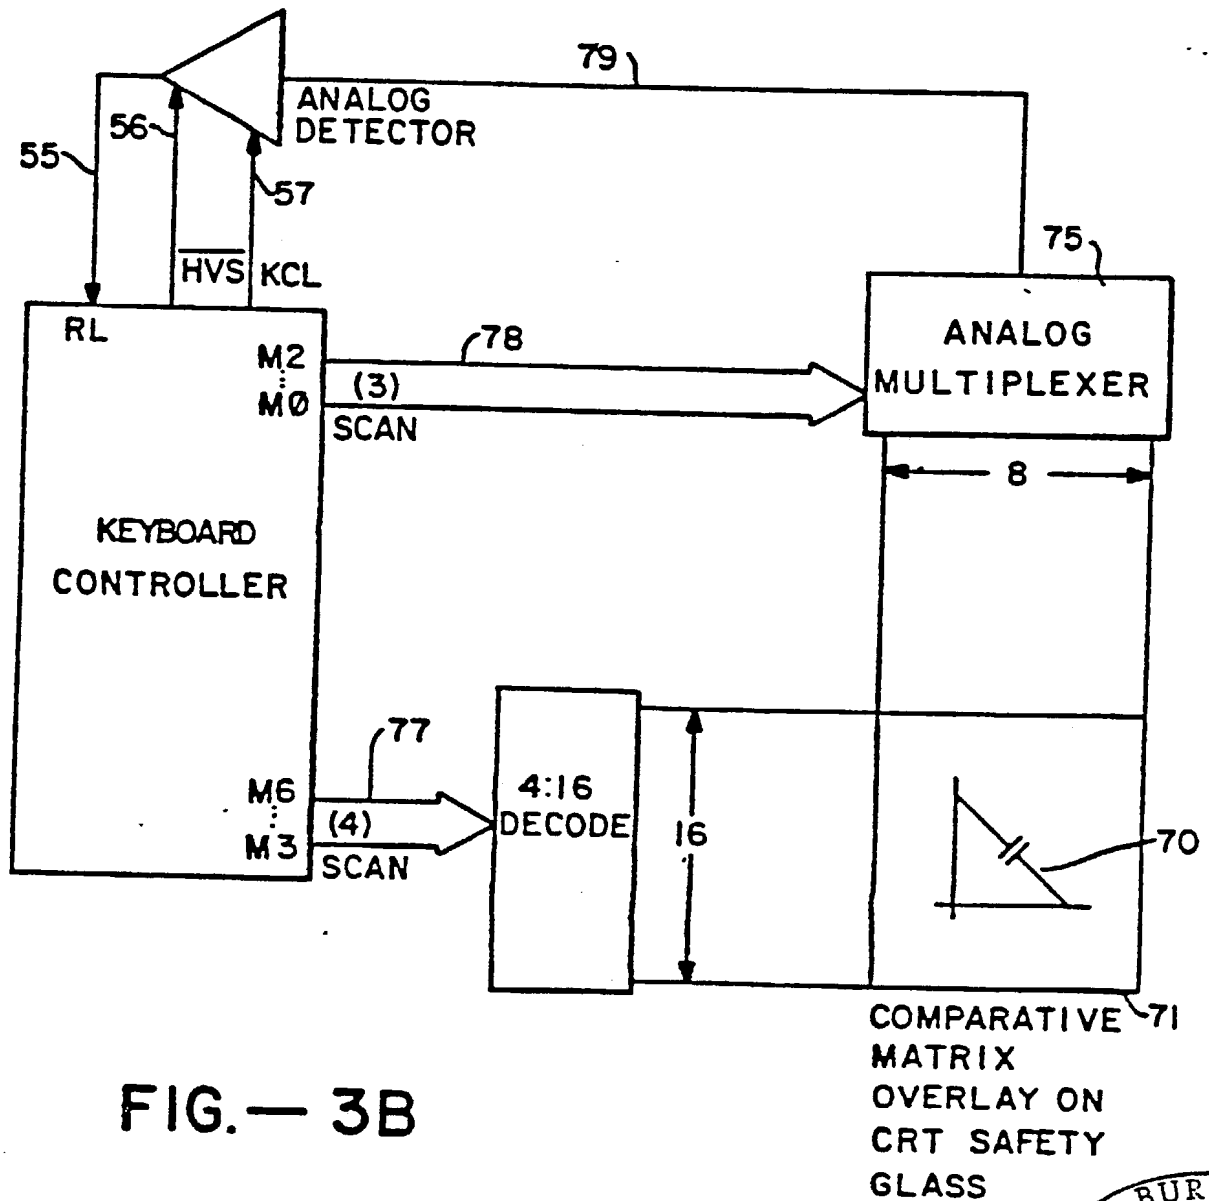 79
ANALOG
DETECTOR
56
55
57
HVS KCL
75
RL
ANALOG
MULTIPLEXER
78
M2
(3)
MØ
SCAN
8
KEYBOARD
CONTROLLER
77
M6
(4)
M3
SCAN
4:16
DECODE
16
70
71
COMPARATIVE
MATRIX
OVERLAY ON
CRT SAFETY
GLASS
FIG. — 3B
BUR